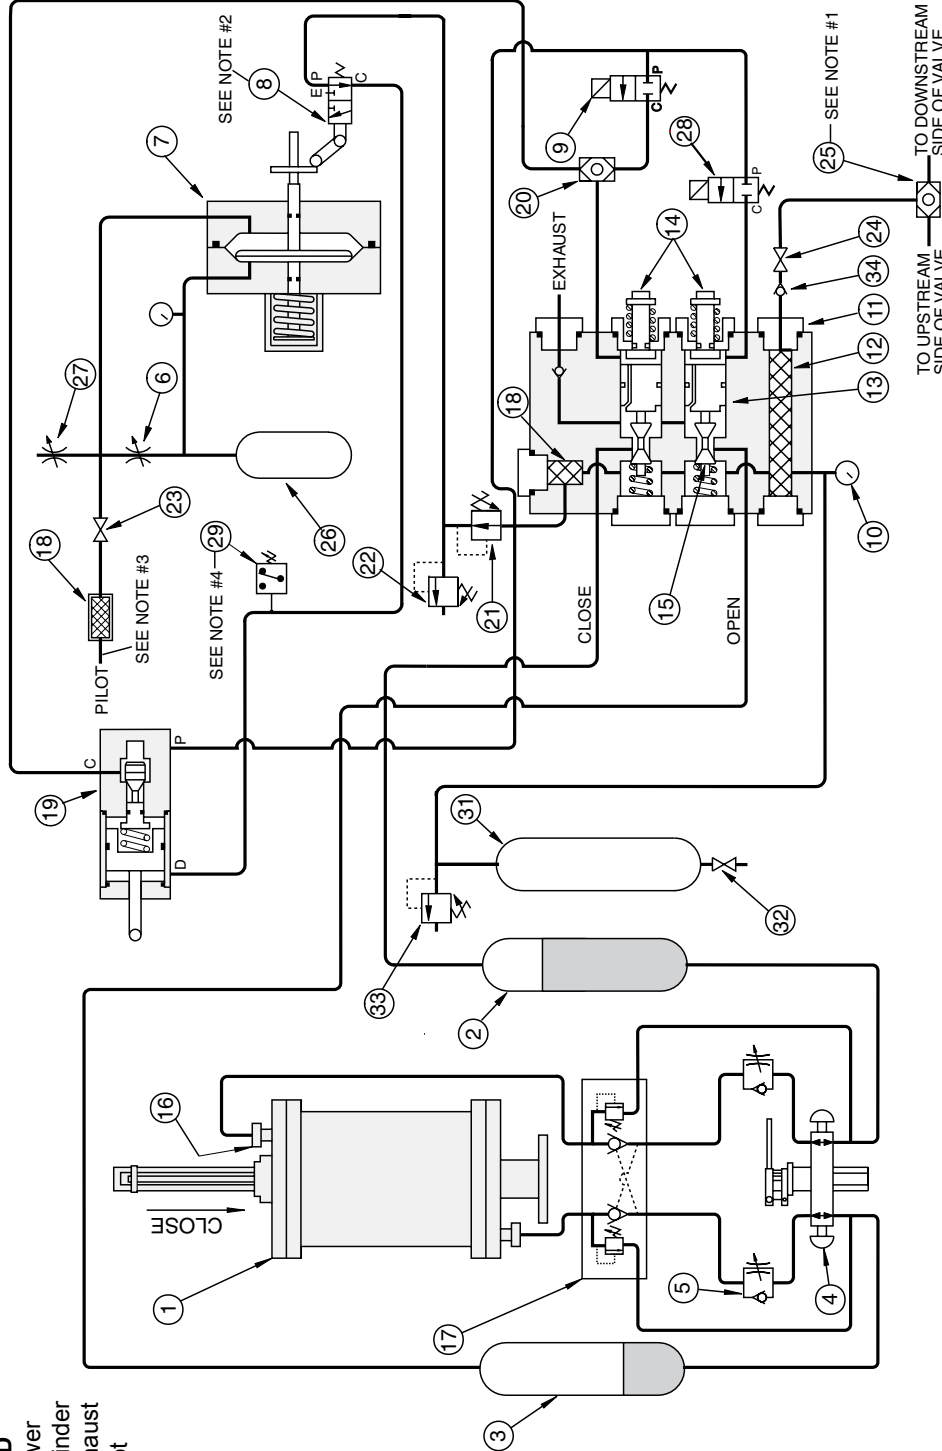 D
wer
inder
haust
ot
CLOSE
1
16
17
3
2
4
5
33
31
32
19
C
D
P
PILOT
SEE NOTE #3
18
23
27
6
26
SEE NOTE #4
29
7
SEE NOTE #2
8
E
P
C
22
21
CLOSE
OPEN
15
18
EXHAUST
20
9
C
P
28
C
P
14
13
12
11
10
34
24
25
SEE NOTE #1
TO UPSTREAM
SIDE OF VALVE
TO DOWNSTREAM
SIDE OF VALVE